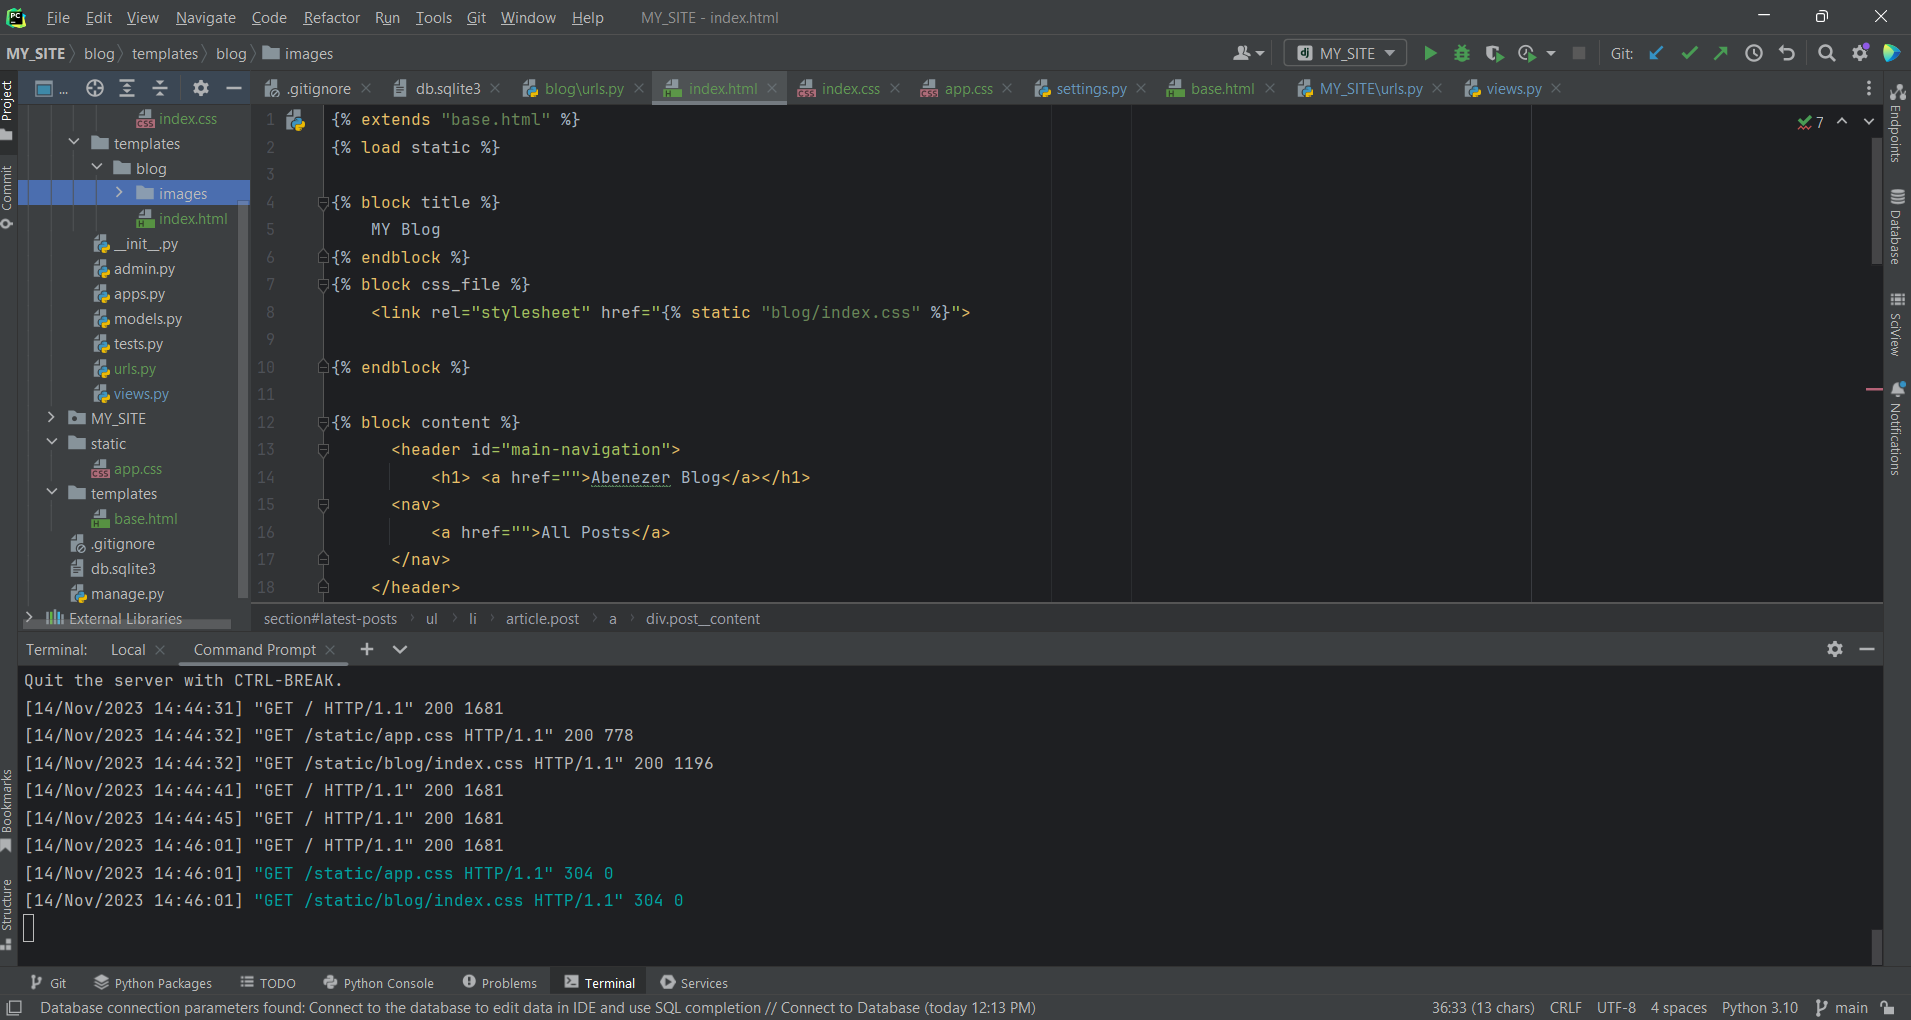 PC File Edit View Navigate Code Refactor Run Tools Git Window Help MY_SITE - index.html
MY_SITE blog templates blog images
dj MY_SITE Git:
Project
...
.gitignore db.sqlite3 blog\urls.py index.html index.css app.css settings.py base.html MY_SITE\urls.py views.py
index.css
templates
blog
images
index.html
__init__.py
admin.py
apps.py
models.py
tests.py
urls.py
views.py
MY_SITE
static
app.css
templates
base.html
.gitignore
db.sqlite3
manage.py
External Libraries
Commit
1 {% extends "base.html" %}
2 {% load static %}
3
4 {% block title %}
5 MY Blog
6 {% endblock %}
7 {% block css_file %}
8 <link rel="stylesheet" href="{% static "blog/index.css" %}">
9
10 {% endblock %}
11
12 {% block content %}
13 <header id="main-navigation">
14 <h1> <a href="">Abenezer Blog</a></h1>
15 <nav>
16 <a href="">All Posts</a>
17 </nav>
18 </header>
7
Endpoints
Database
SciView
Notifications
section#latest-posts ul li article.post a div.post__content
Terminal: Local Command Prompt
Quit the server with CTRL-BREAK.
[14/Nov/2023 14:44:31] "GET / HTTP/1.1" 200 1681
[14/Nov/2023 14:44:32] "GET /static/app.css HTTP/1.1" 200 778
[14/Nov/2023 14:44:32] "GET /static/blog/index.css HTTP/1.1" 200 1196
[14/Nov/2023 14:44:41] "GET / HTTP/1.1" 200 1681
[14/Nov/2023 14:44:45] "GET / HTTP/1.1" 200 1681
[14/Nov/2023 14:46:01] "GET / HTTP/1.1" 200 1681
[14/Nov/2023 14:46:01] "GET /static/app.css HTTP/1.1" 304 0
[14/Nov/2023 14:46:01] "GET /static/blog/index.css HTTP/1.1" 304 0
Bookmarks
Structure
Git Python Packages TODO Python Console Problems Terminal Services
Database connection parameters found: Connect to the database to edit data in IDE and use SQL completion // Connect to Database (today 12:13 PM) 36:33 (13 chars) CRLF UTF-8 4 spaces Python 3.10 main